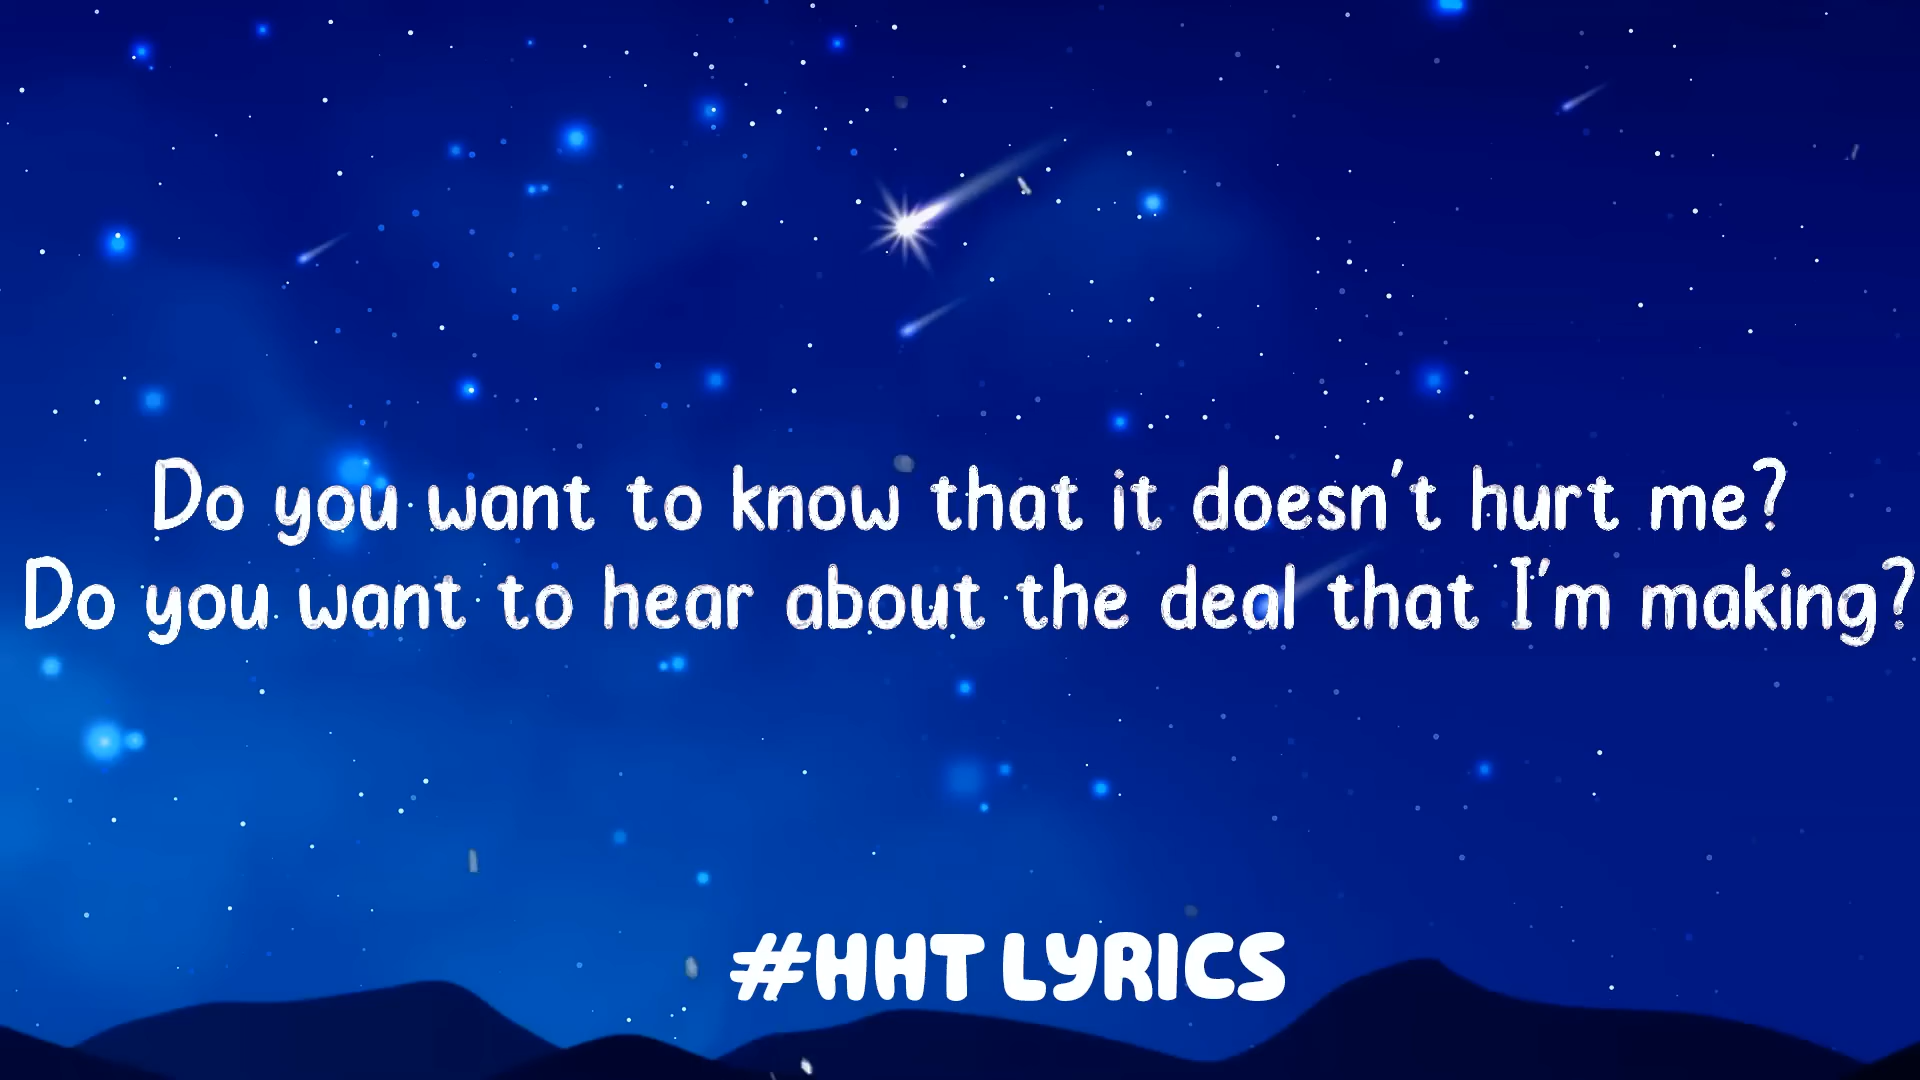 Do you want to know that it doesn't hurt me?
Do you want to hear about the deal that I'm making?
#HHT LYRICS